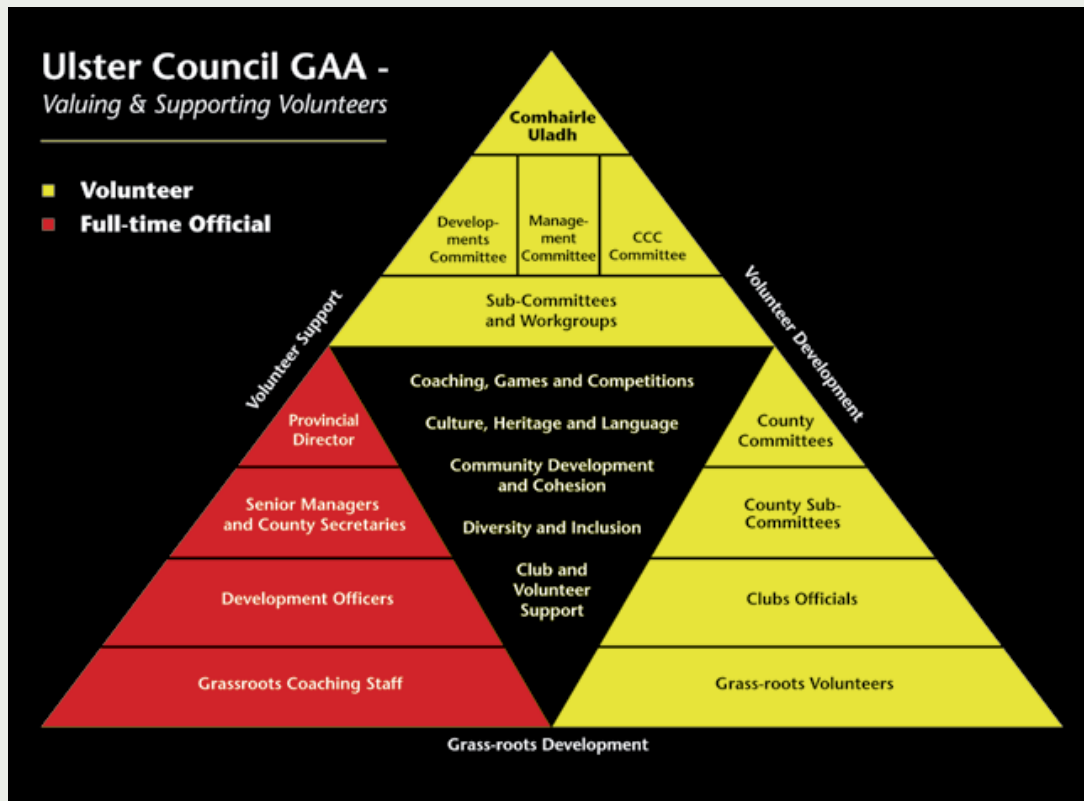 Ulster Council GAA -
Valuing & Supporting Volunteers
Volunteer
Full-time Official
Comhairle
Uladh
Develop-
ments
Committee
Manage-
ment
Committee
CCC
Committee
Sub-Committees
and Workgroups
Volunteer Support
Volunteer Development
Coaching, Games and Competitions
Culture, Heritage and Language
Community Development
and Cohesion
Diversity and Inclusion
Club and
Volunteer
Support
Provincial
Director
Senior Managers
and County Secretaries
Development Officers
Grassroots Coaching Staff
County
Committees
County Sub-
Committees
Clubs Officials
Grass-roots Volunteers
Grass-roots Development